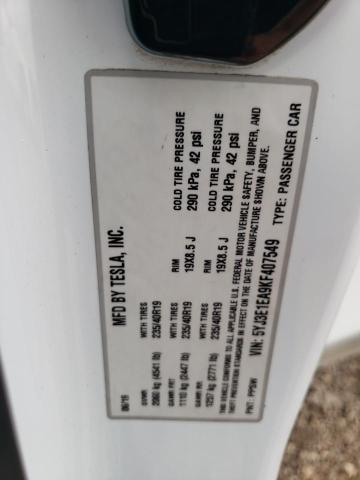 MFD BY TESLA, INC.
06/19
GVWR WITH TIRES RIM COLD TIRE PRESSURE
2060 kg (4541 lb) 235/40R19 19X8.5 J 290 kPa, 42 psi
GAWR FRT WITH TIRES RIM COLD TIRE PRESSURE
1110 kg (2447 lb) 235/40R19 19X8.5 J 290 kPa, 42 psi
GAWR RR
1257 kg (2771 lb)
THIS VEHICLE CONFORMS TO ALL APPLICABLE U.S. FEDERAL MOTOR VEHICLE SAFETY, BUMPER, AND
THEFT PREVENTION STANDARDS IN EFFECT ON THE DATE OF MANUFACTURE SHOWN ABOVE.
VIN: 5YJ3E1EA9KF407549 TYPE: PASSENGER CAR
PNT: PPSW